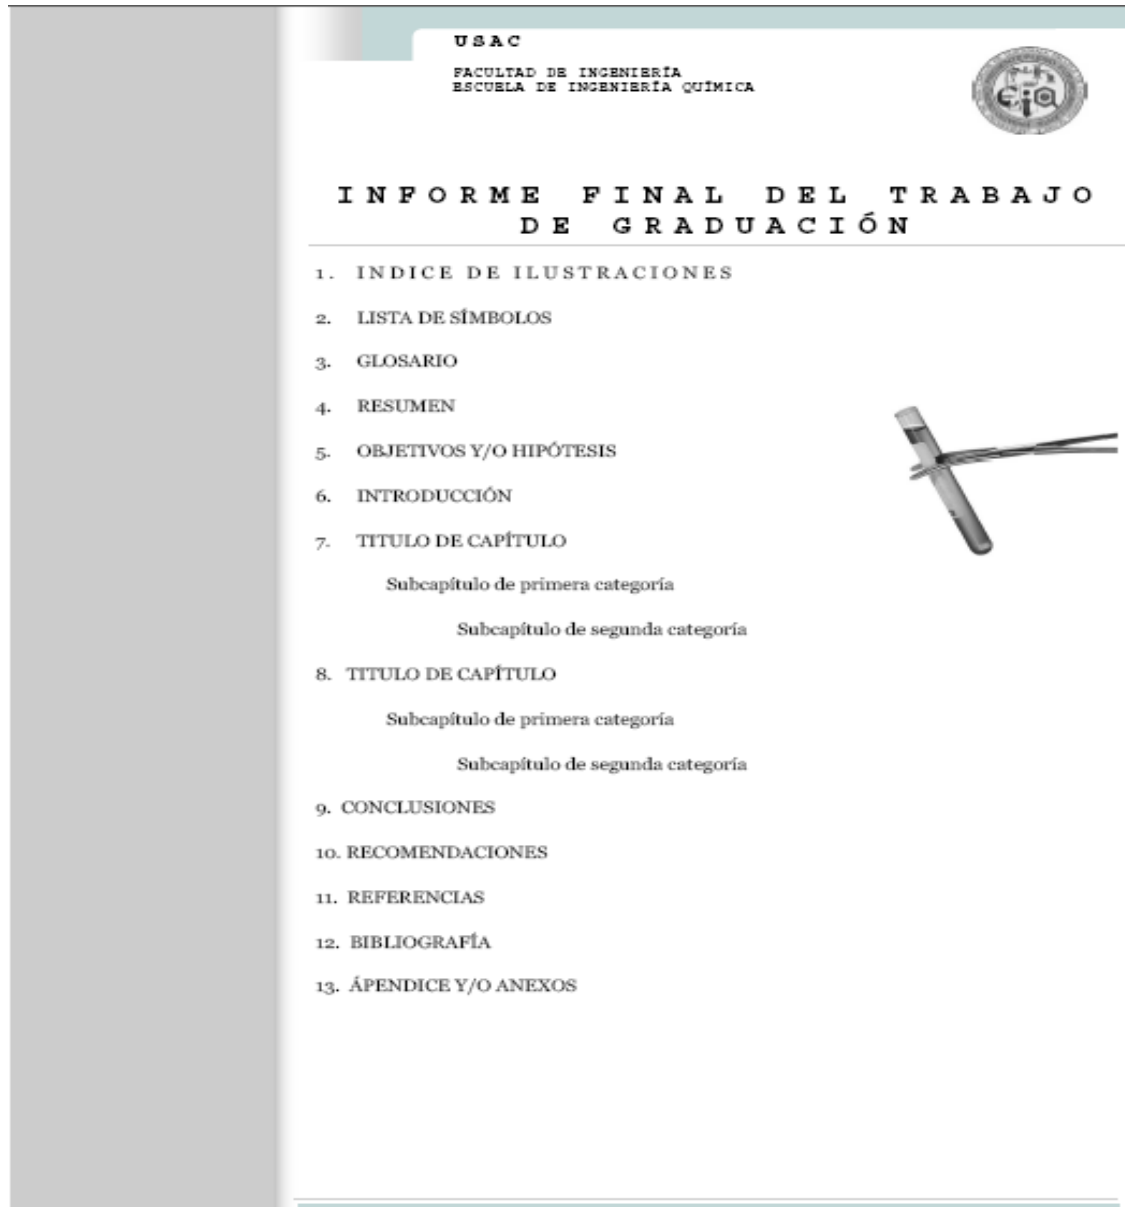 USAC
FACULTAD DE INGENIERÍA
ESCUELA DE INGENIERÍA QUÍMICA
INFORME FINAL DEL TRABAJO
DE GRADUACIÓN
1. INDICE DE ILUSTRACIONES
2. LISTA DE SÍMBOLOS
3. GLOSARIO
4. RESUMEN
5. OBJETIVOS Y/O HIPÓTESIS
6. INTRODUCCIÓN
7. TITULO DE CAPÍTULO
Subcapítulo de primera categoría
Subcapítulo de segunda categoría
8. TITULO DE CAPÍTULO
Subcapítulo de primera categoría
Subcapítulo de segunda categoría
9. CONCLUSIONES
10. RECOMENDACIONES
11. REFERENCIAS
12. BIBLIOGRAFÍA
13. ÁPENDICE Y/O ANEXOS